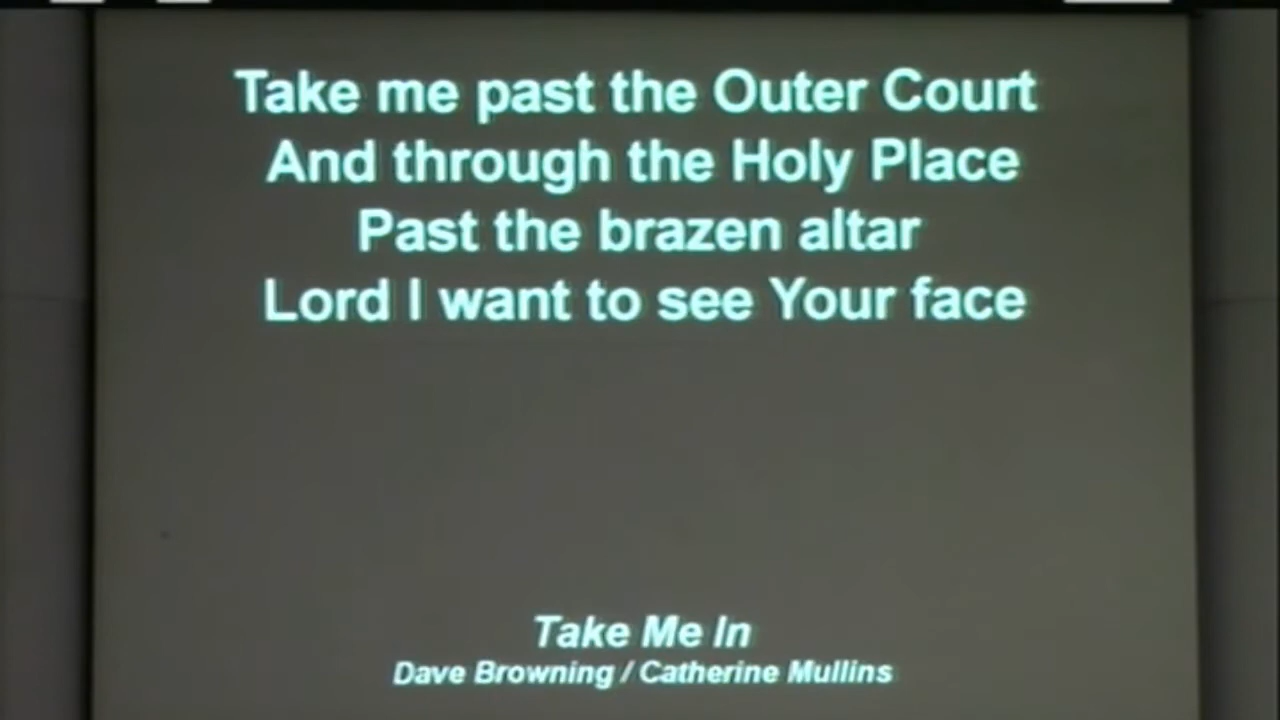 Take me past the Outer Court
And through the Holy Place
Past the brazen altar
Lord I want to see Your face
Take Me In
Dave Browning / Catherine Mullins